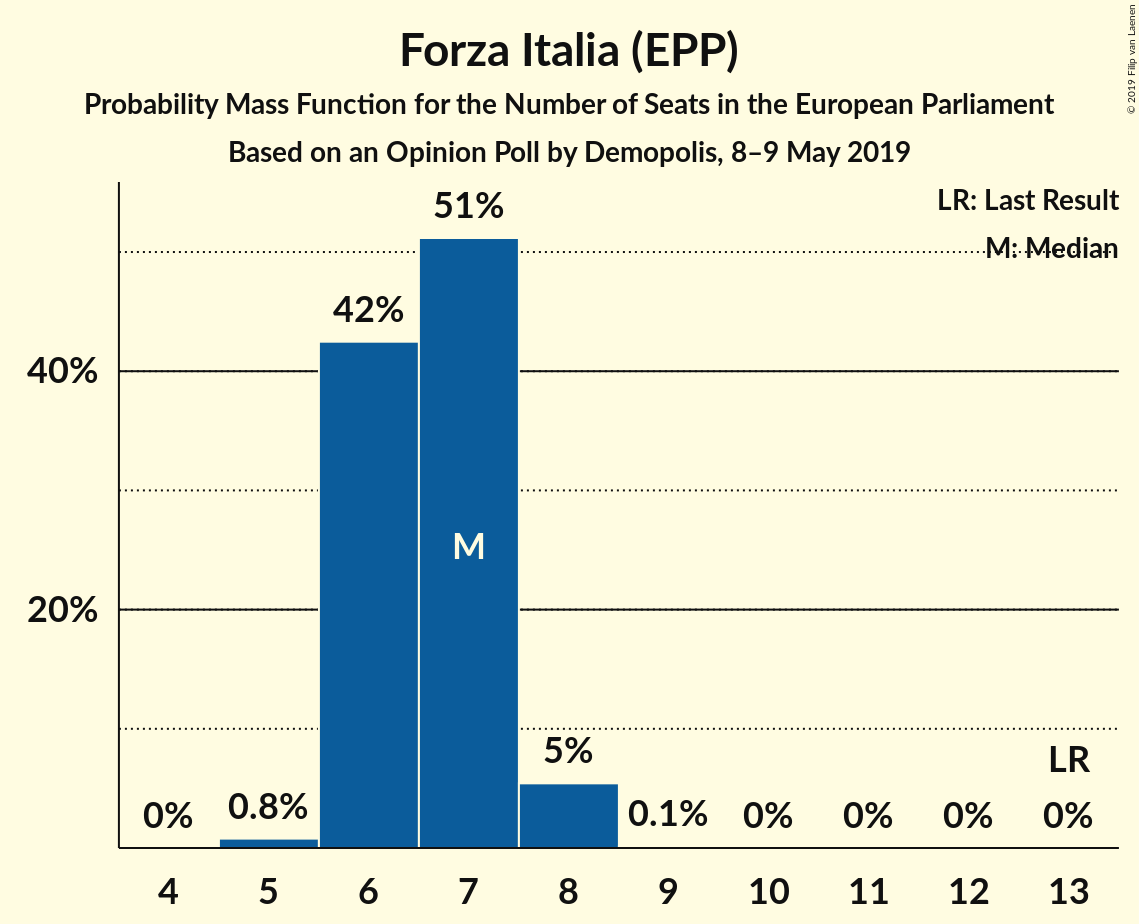 Forza Italia (EPP)
Probability Mass Function for the Number of Seats in the European Parliament
Based on an Opinion Poll by Demopolis, 8–9 May 2019
© 2019 Filip van Laenen
LR: Last Result
M: Median
51%
42%
40%
M
20%
5%
LR
0%
0.8%
0.1%
0%
0%
0%
0%
4 5 6 7 8 9 10 11 12 13